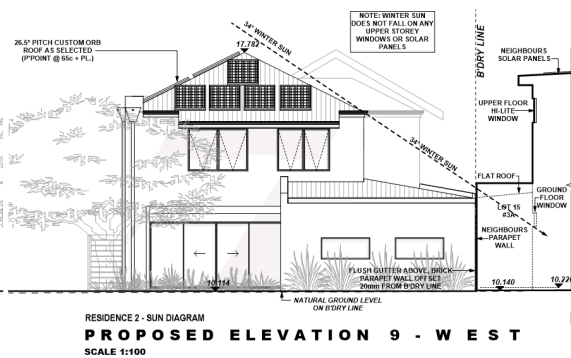 34° WINTER SUN
NOTE: WINTER SUN
DOES NOT FALL ON ANY
UPPER STOREY
WINDOWS OR SOLAR
PANELS
B'DRY LINE
26.5° PITCH CUSTOM ORB
ROOF AS SELECTED
(P'POINT @ 65c + PL.)
17.782
NEIGHBOURS
SOLAR PANELS
UPPER FLOOR
HI-LITE
WINDOW
34° WINTER SUN
FLAT ROOF
GROUND
FLOOR
WINDOW
LOT 15
#3A
NEIGHBOURS
PARAPET
WALL
FLUSH GUTTER ABOVE, BRICK
PARAPET WALL OFFSET
20mm FROM B'DRY LINE
10.114
10.140
10.220
NATURAL GROUND LEVEL
ON B'DRY LINE
RESIDENCE 2 - SUN DIAGRAM
PROPOSED ELEVATION 9 - WEST
SCALE 1:100